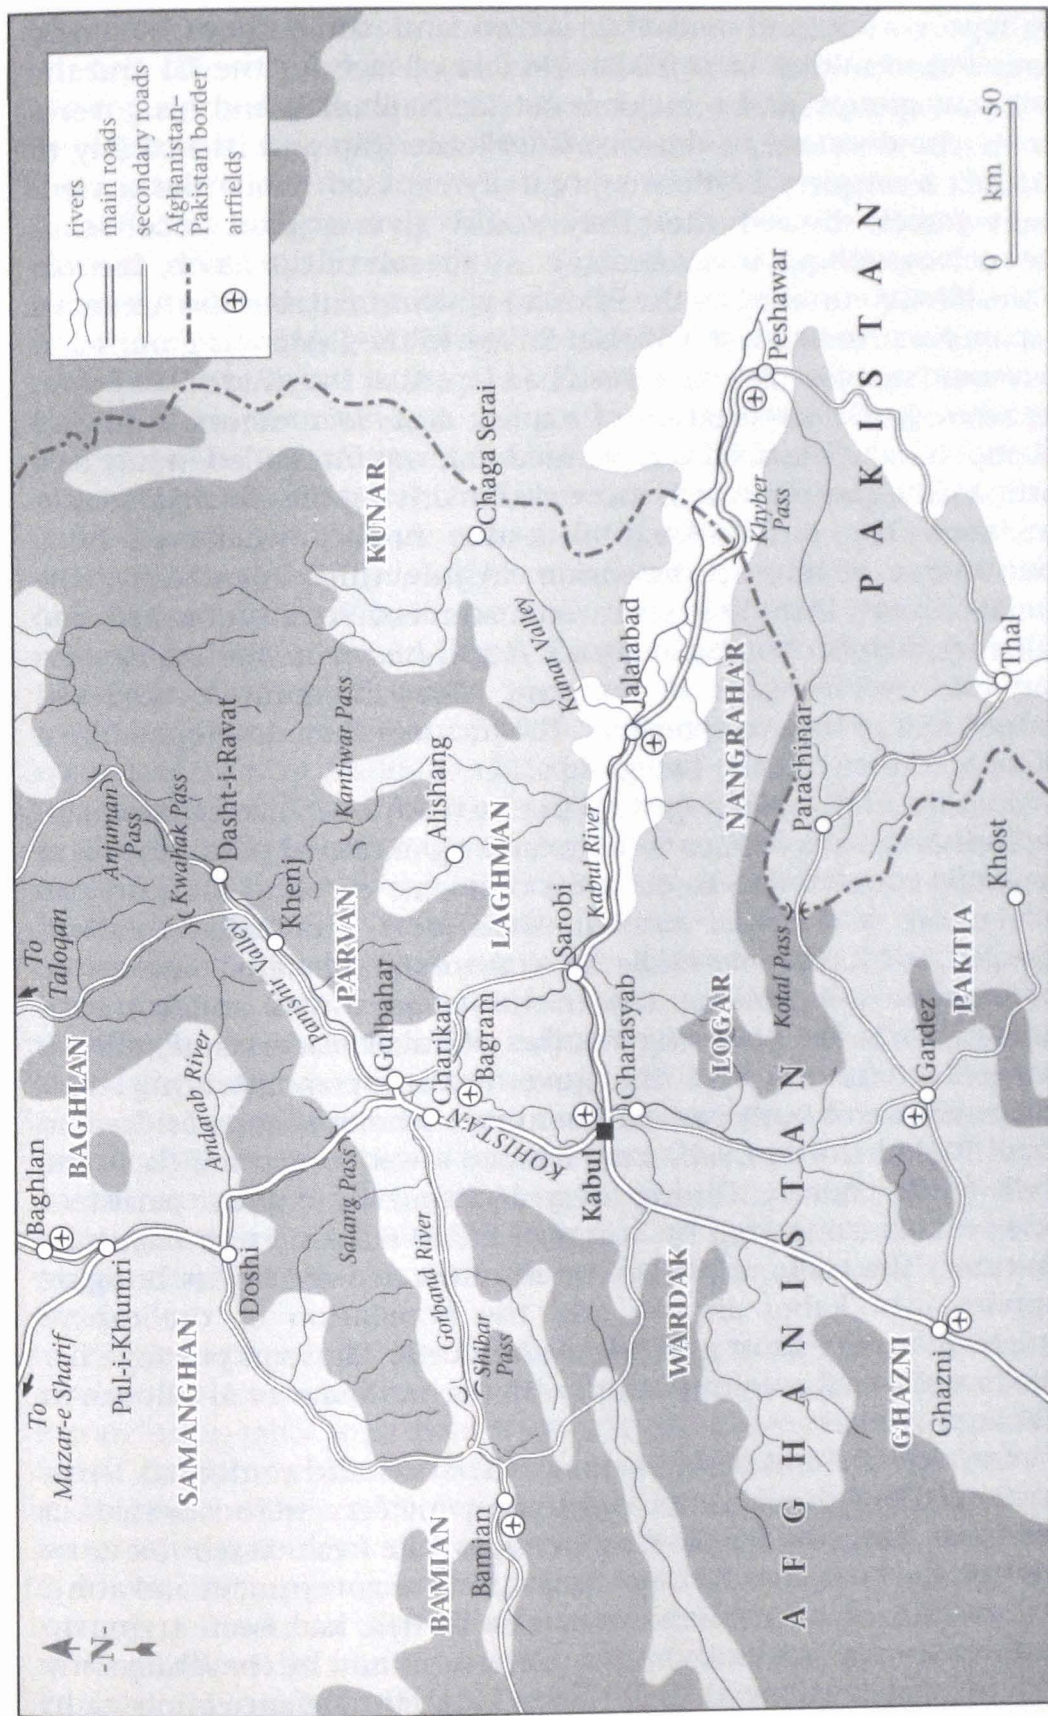 N
To
Mazar-e Sharif
Baghlan
BAGHLAN
To
Taloqan
Pul-i-Khumri
SAMANGHAN
Doshi
Andarab River
Anjuman
Pass
Kwahak Pass
Dasht-i-Ravat
Khenj
Panjshir Valley
PARVAN
Kantiwar Pass
KUNAR
Chaga Serai
Salang Pass
Gulbahar
Charikar
Bagram
Gorband River
Shibar
Pass
BAMIAN
Bamian
KOHISTAN
Alishang
LAGHMAN
Kunar Valley
Sarobi
Kabul River
Jalalabad
Kabul
Charasyab
WARDAK
LOGAR
NANGRAHAR
Khyber
Pass
Peshawar
AFGHANISTAN
PAKISTAN
Kotal Pass
Parachinar
Gardez
GHAZNI
Ghazni
PAKTIA
Khost
Thal
rivers
main roads
secondary roads
Afghanistan-
Pakistan border
airfields
0 km 50